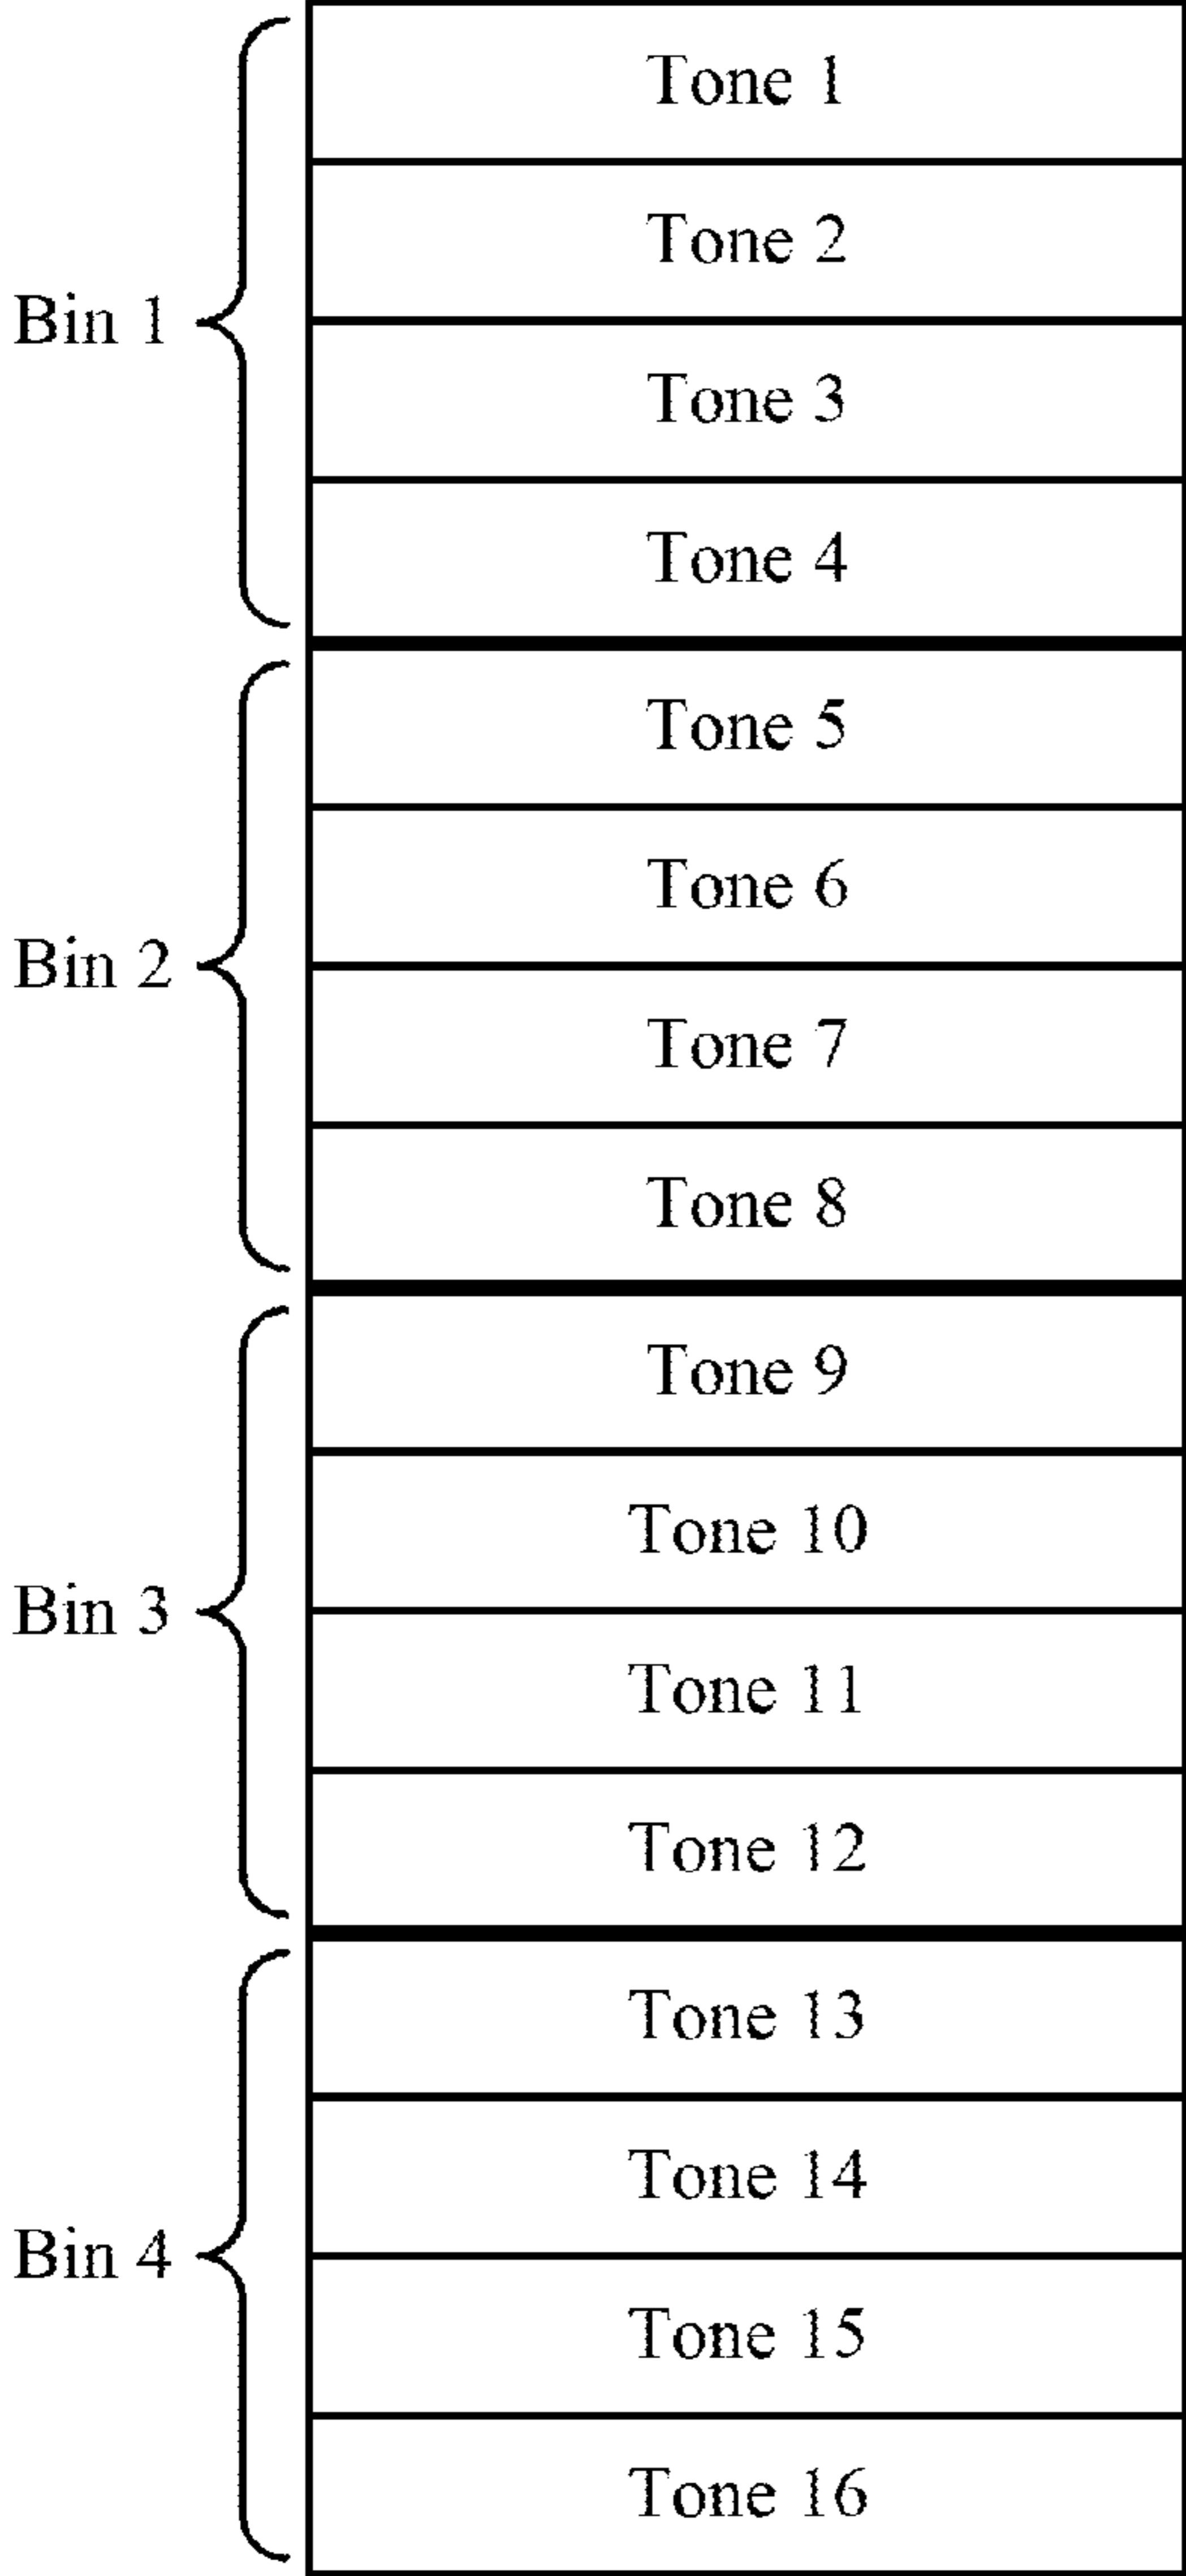 Tone 1
Tone 2
Bin 1
Tone 3
Tone 4
Tone 5
Tone 6
Bin 2
Tone 7
Tone 8
Tone 9
Tone 10
Bin 3
Tone 11
Tone 12
Tone 13
Tone 14
Bin 4
Tone 15
Tone 16